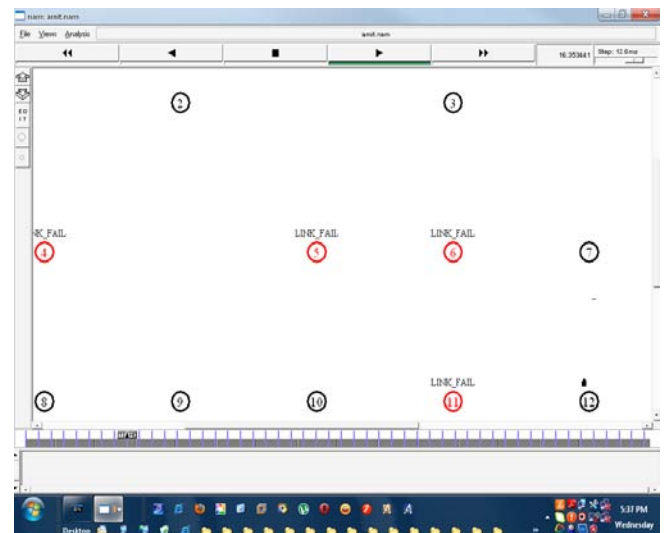 nam: amit.nam
File Views Analysis amit.nam
16.353441 Step: 12.6ms
2 3
E D
I T
NK_FAIL LINK_FAIL LINK_FAIL
4 5 6 7
LINK_FAIL
8 9 10 11 12
5:37 PM
Wednesday
Desktop